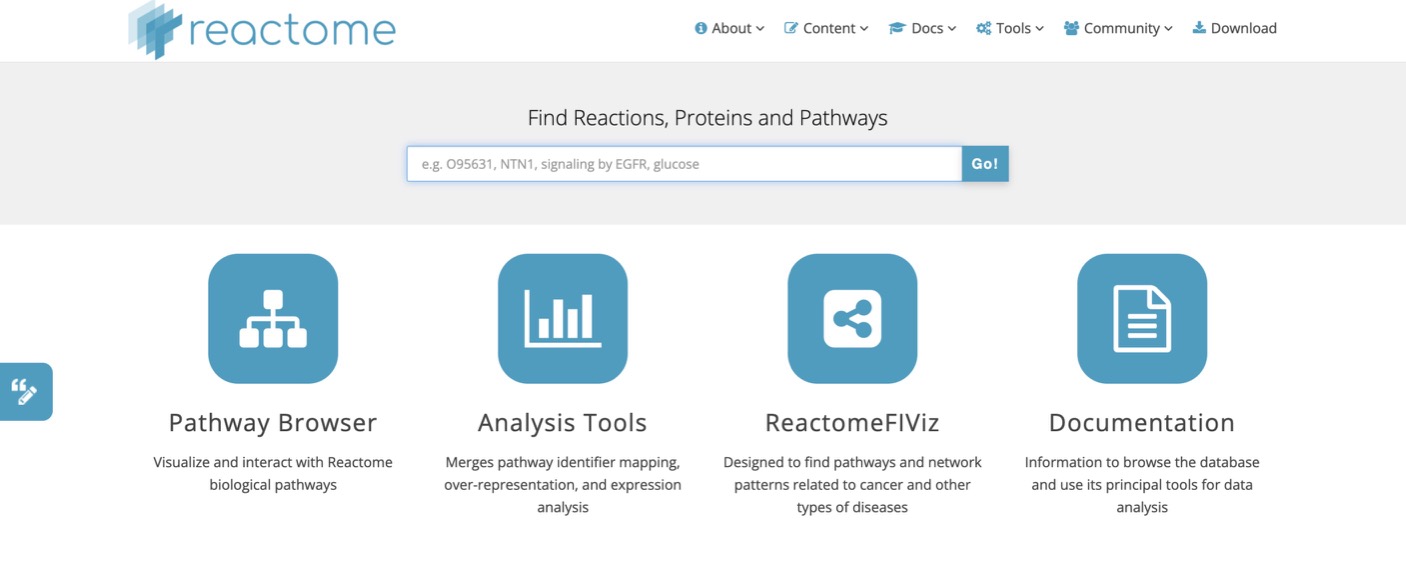 reactome
About
Content
Docs
Tools
Community
Download
Find Reactions, Proteins and Pathways
e.g. O95631, NTN1, signaling by EGFR, glucose
Go!
Pathway Browser
Visualize and interact with Reactome
biological pathways
Analysis Tools
Merges pathway identifier mapping,
over-representation, and expression
analysis
ReactomeFIViz
Designed to find pathways and network
patterns related to cancer and other
types of diseases
Documentation
Information to browse the database
and use its principal tools for data
analysis